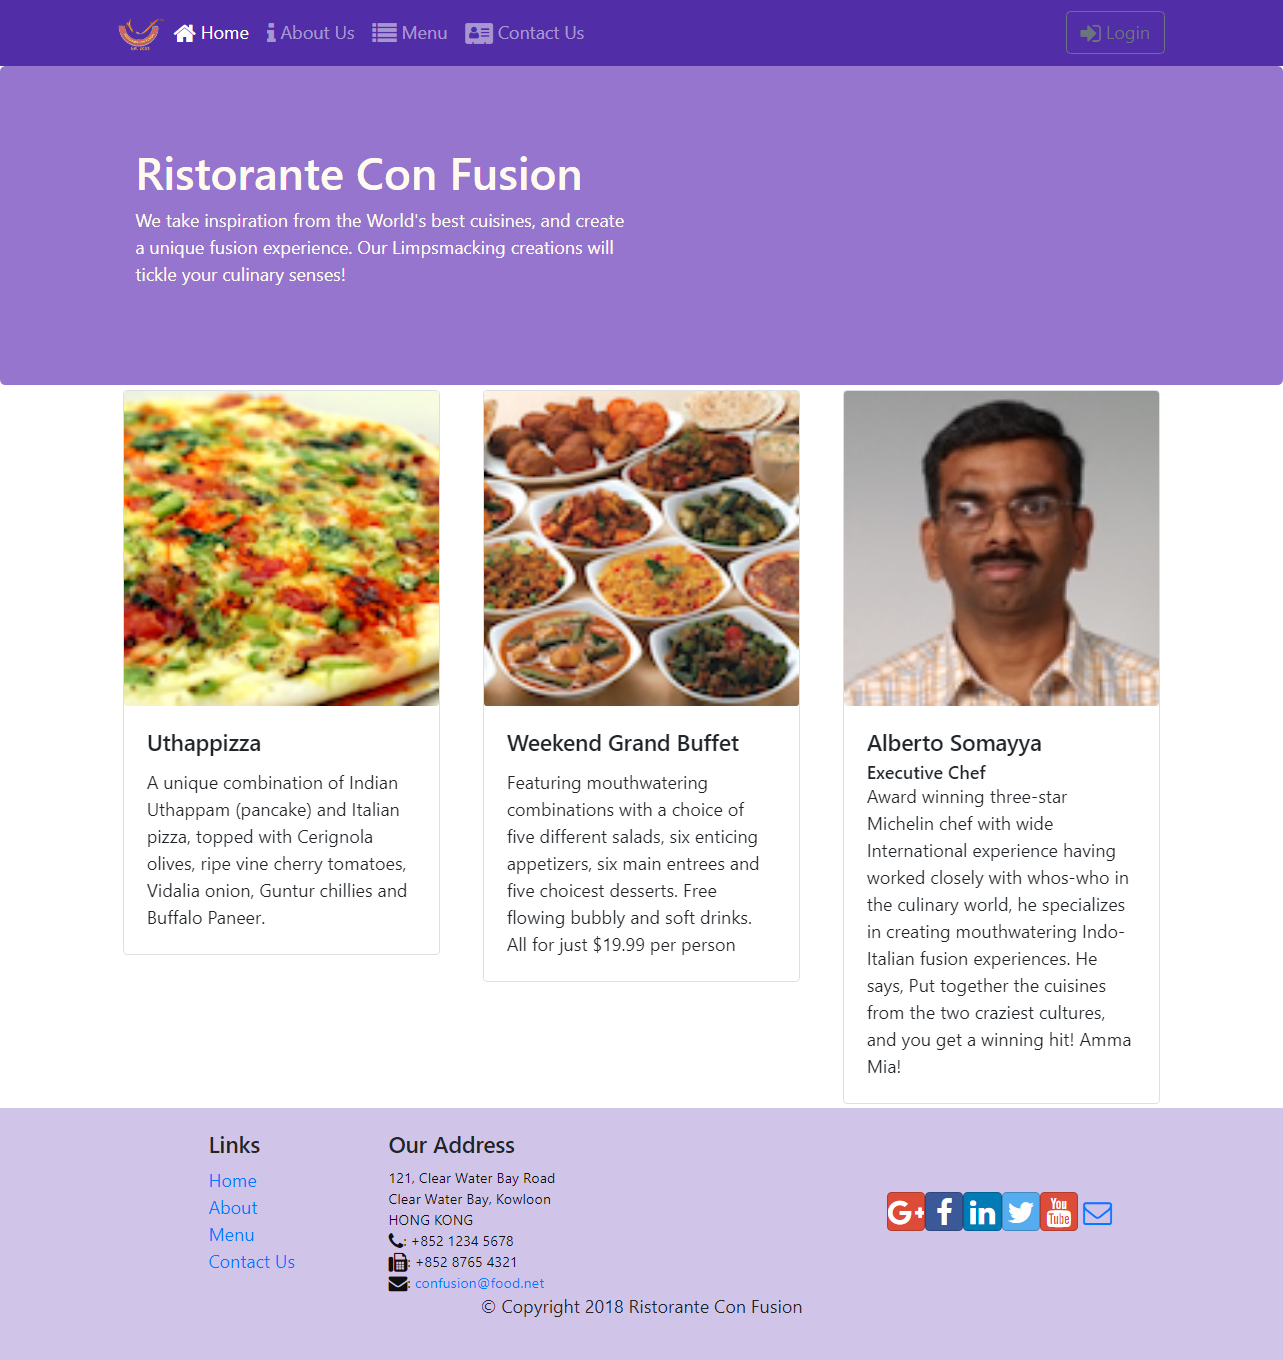 Home About Us Menu Contact Us Login
Ristorante Con Fusion
We take inspiration from the World's best cuisines, and create
a unique fusion experience. Our Limpsmacking creations will
tickle your culinary senses!
Uthappizza
A unique combination of Indian
Uthappam (pancake) and Italian
pizza, topped with Cerignola
olives, ripe vine cherry tomatoes,
Vidalia onion, Guntur chillies and
Buffalo Paneer.
Weekend Grand Buffet
Featuring mouthwatering
combinations with a choice of
five different salads, six enticing
appetizers, six main entrees and
five choicest desserts. Free
flowing bubbly and soft drinks.
All for just $19.99 per person
Alberto Somayya
Executive Chef
Award winning three-star
Michelin chef with wide
International experience having
worked closely with whos-who in
the culinary world, he specializes
in creating mouthwatering Indo-
Italian fusion experiences. He
says, Put together the cuisines
from the two craziest cultures,
and you get a winning hit! Amma
Mia!
Links
Home
About
Menu
Contact Us
Our Address
121, Clear Water Bay Road
Clear Water Bay, Kowloon
HONG KONG
: +852 1234 5678
: +852 8765 4321
: confusion@food.net
G+ f in You Tube
© Copyright 2018 Ristorante Con Fusion